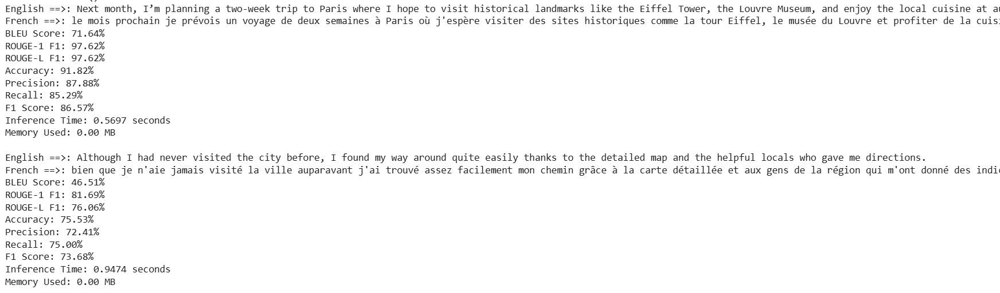 English ==>: Next month, I’m planning a two-week trip to Paris where I hope to visit historical landmarks like the Eiffel Tower, the Louvre Museum, and enjoy the local cuisine at
French ==>: le mois prochain je prévois un voyage de deux semaines à Paris où j'espère visiter des sites historiques comme la tour Eiffel, le musée du Louvre et profiter de la
BLEU Score: 71.64%
ROUGE-1 F1: 97.62%
ROUGE-L F1: 97.62%
Accuracy: 91.82%
Precision: 87.88%
Recall: 85.29%
F1 Score: 86.57%
Inference Time: 0.5697 seconds
Memory Used: 0.00 MB
English ==>: Although I had never visited the city before, I found my way around quite easily thanks to the detailed map and the helpful locals who gave me directions.
French ==>: bien que je n'aie jamais visité la ville auparavant j'ai trouvé assez facilement mon chemin grâce à la carte détaillée et aux gens de la région qui m'ont donné des
BLEU Score: 46.51%
ROUGE-1 F1: 81.69%
ROUGE-L F1: 76.06%
Accuracy: 75.53%
Precision: 72.41%
Recall: 75.00%
F1 Score: 73.68%
Inference Time: 0.9474 seconds
Memory Used: 0.00 MB